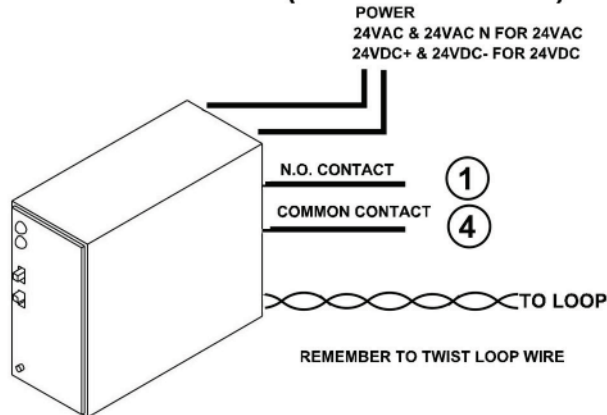 POWER
24VAC & 24VAC N FOR 24VAC
24VDC+ & 24VDC- FOR 24VDC
N.O. CONTACT 1
COMMON CONTACT 4
TO LOOP
REMEMBER TO TWIST LOOP WIRE